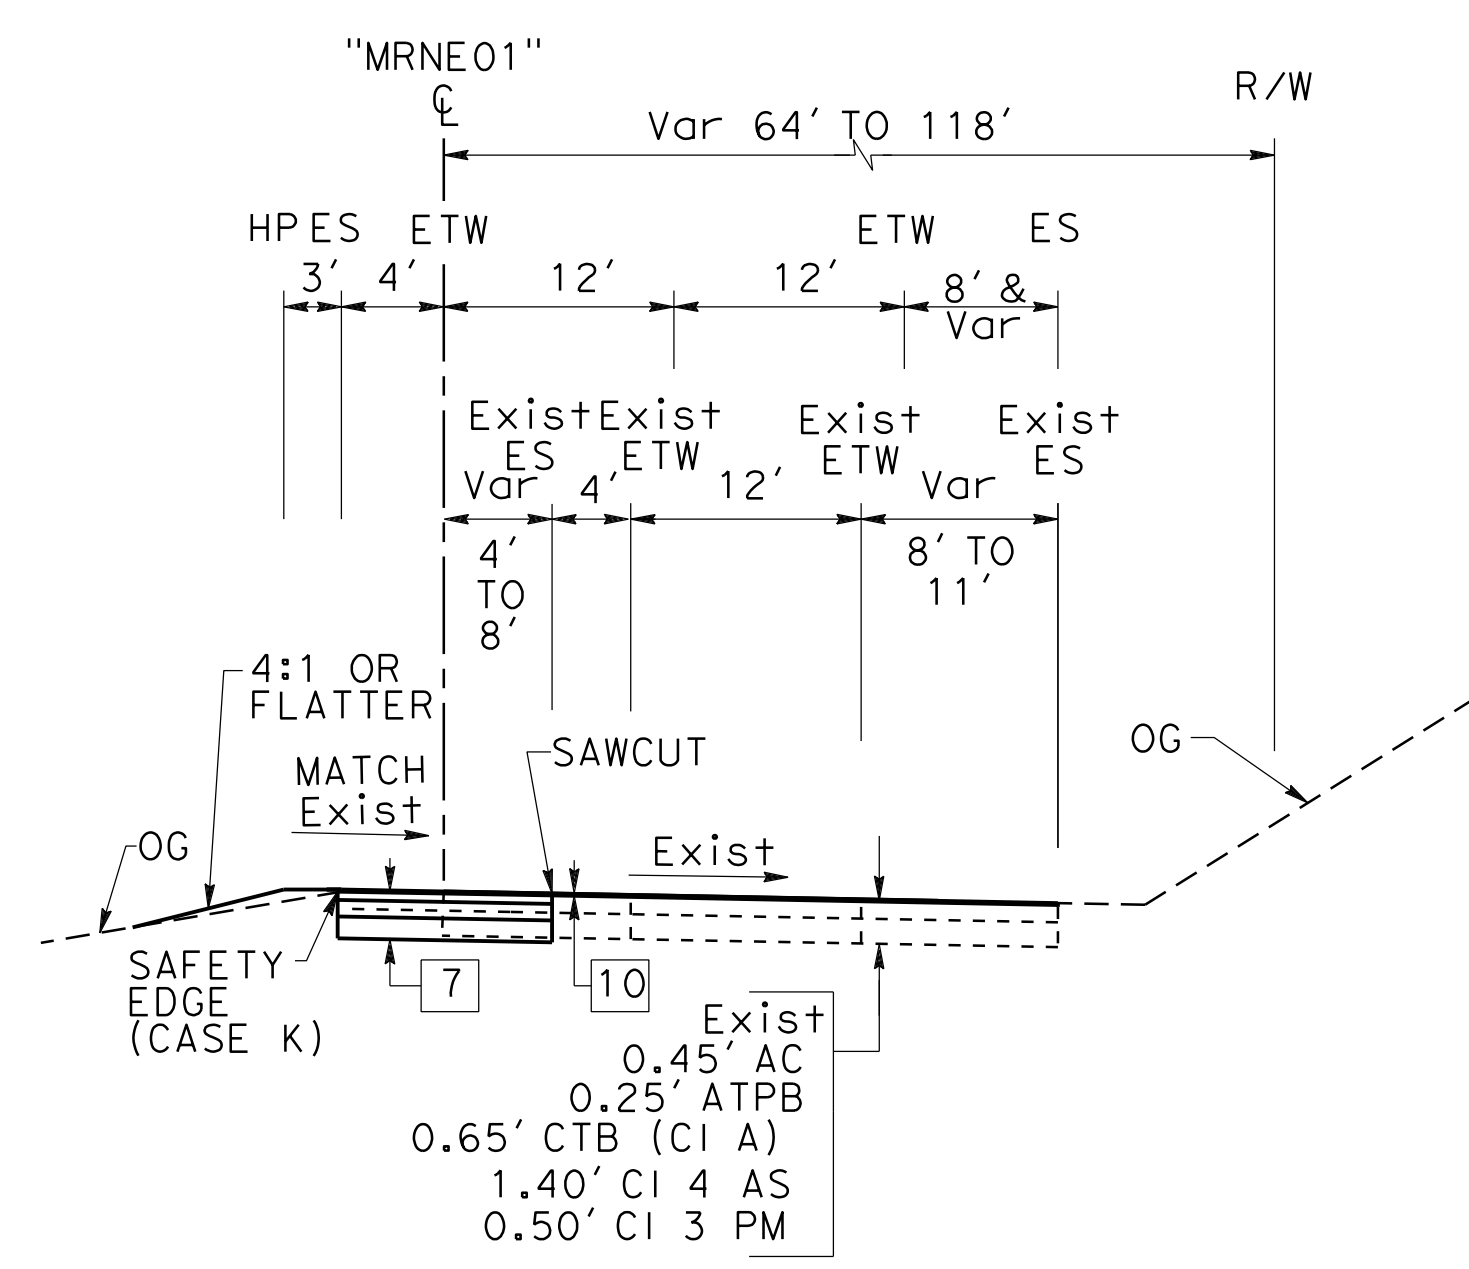 "MRNE01"
℄
R/W
Var 64' TO 118'
HP ES ETW ETW ES
3' 4' 12' 12' 8' &
Var
Exist Exist Exist Exist
ES ETW ETW ES
Var 4' 12' Var
4'
TO
8'
8' TO
11'
4:1 OR
FLATTER
SAWCUT
OG
MATCH
Exist
OG
Exist
SAFETY
EDGE
(CASE K)
7
10
Exist
0.45' AC
0.25' ATPB
0.65' CTB (Cl A)
1.40' Cl 4 AS
0.50' Cl 3 PM